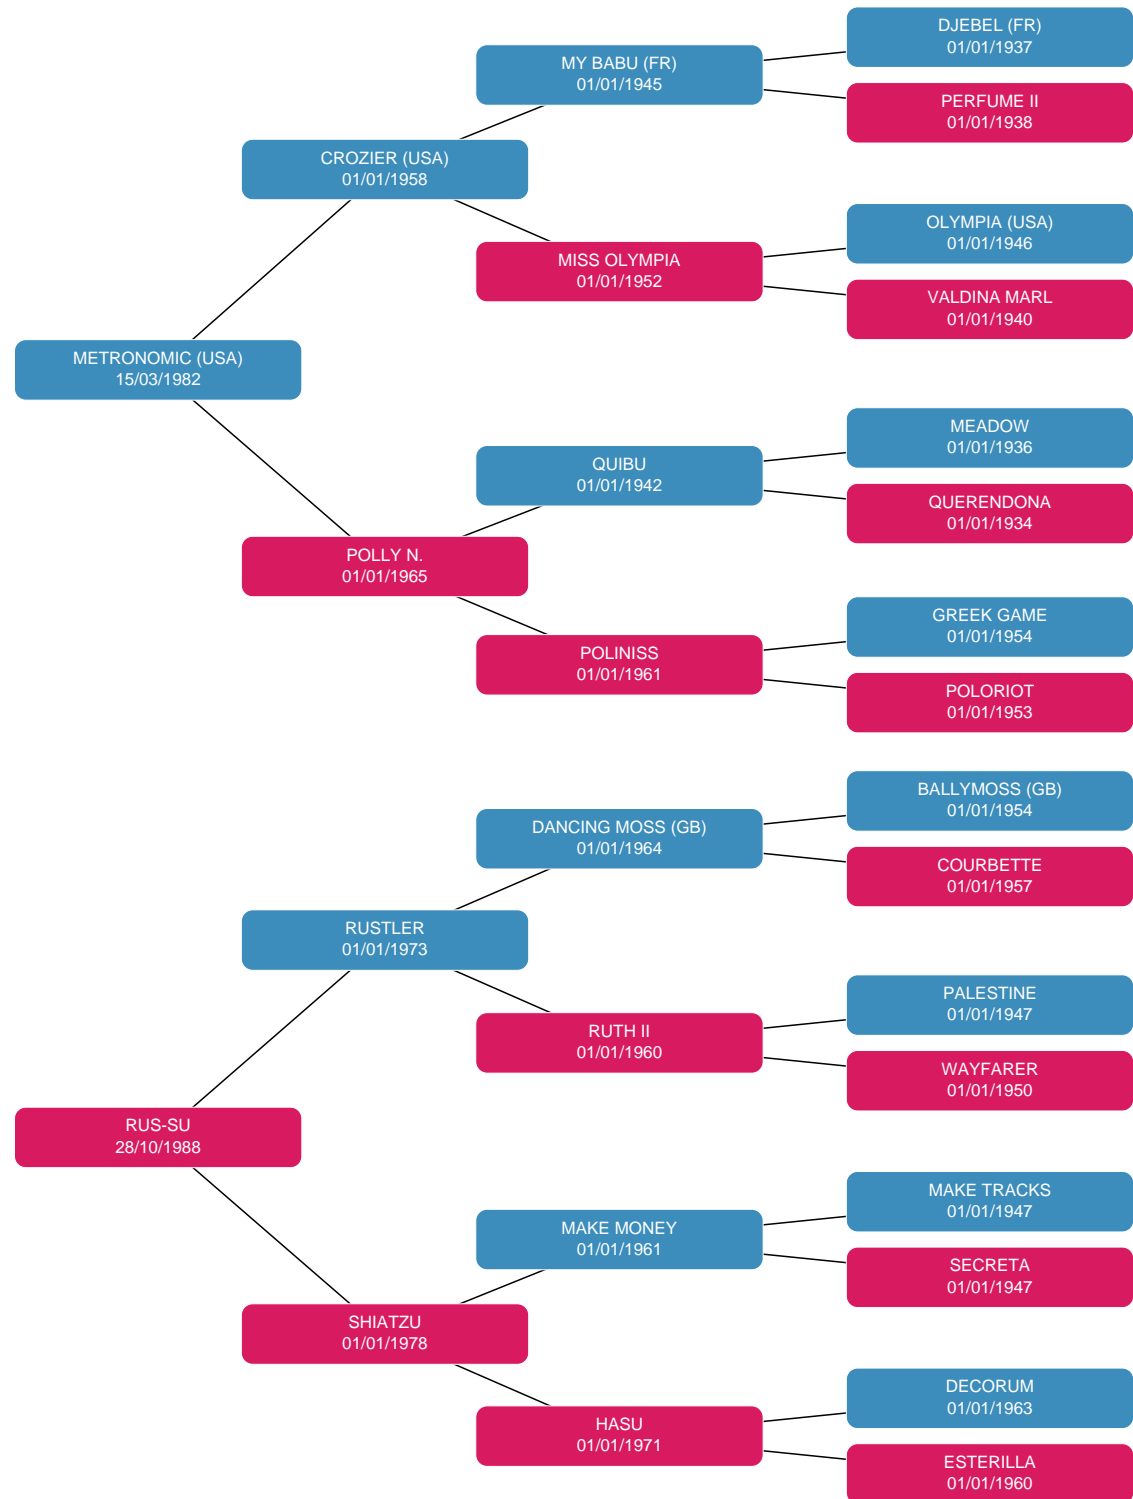 DJEBEL (FR)
01/01/1937
MY BABU (FR)
01/01/1945
PERFUME II
01/01/1938
CROZIER (USA)
01/01/1958
OLYMPIA (USA)
01/01/1946
MISS OLYMPIA
01/01/1952
VALDINA MARL
01/01/1940
METRONOMIC (USA)
15/03/1982
MEADOW
01/01/1936
QUIBU
01/01/1942
QUERENDONA
01/01/1934
POLLY N.
01/01/1965
GREEK GAME
01/01/1954
POLINISS
01/01/1961
POLORIOT
01/01/1953
BALLYMOSS (GB)
01/01/1954
DANCING MOSS (GB)
01/01/1964
COURBETTE
01/01/1957
RUSTLER
01/01/1973
PALESTINE
01/01/1947
RUTH II
01/01/1960
WAYFARER
01/01/1950
RUS-SU
28/10/1988
MAKE TRACKS
01/01/1947
MAKE MONEY
01/01/1961
SECRETA
01/01/1947
SHIATZU
01/01/1978
DECORUM
01/01/1963
HASU
01/01/1971
ESTERILLA
01/01/1960